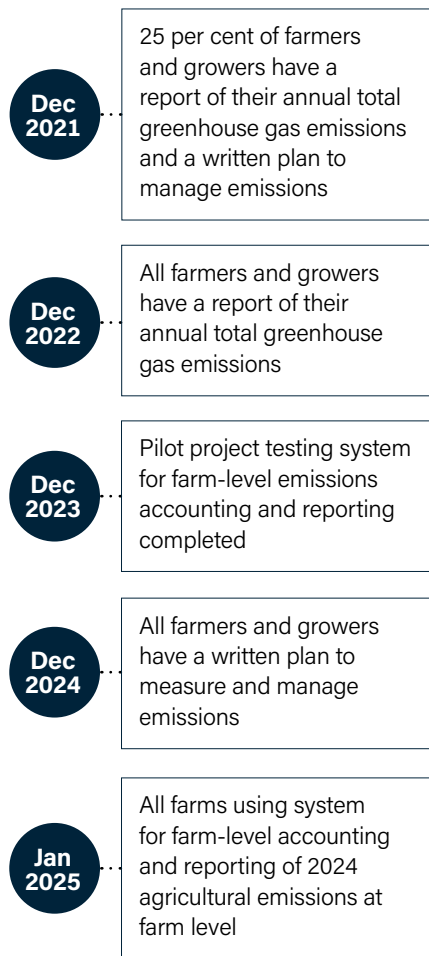 Dec
2021
25 per cent of farmers
and growers have a
report of their annual total
greenhouse gas emissions
and a written plan to
manage emissions
Dec
2022
All farmers and growers
have a report of their
annual total greenhouse
gas emissions
Dec
2023
Pilot project testing system
for farm-level emissions
accounting and reporting
completed
Dec
2024
All farmers and growers
have a written plan to
measure and manage
emissions
Jan
2025
All farms using system
for farm-level accounting
and reporting of 2024
agricultural emissions at
farm level